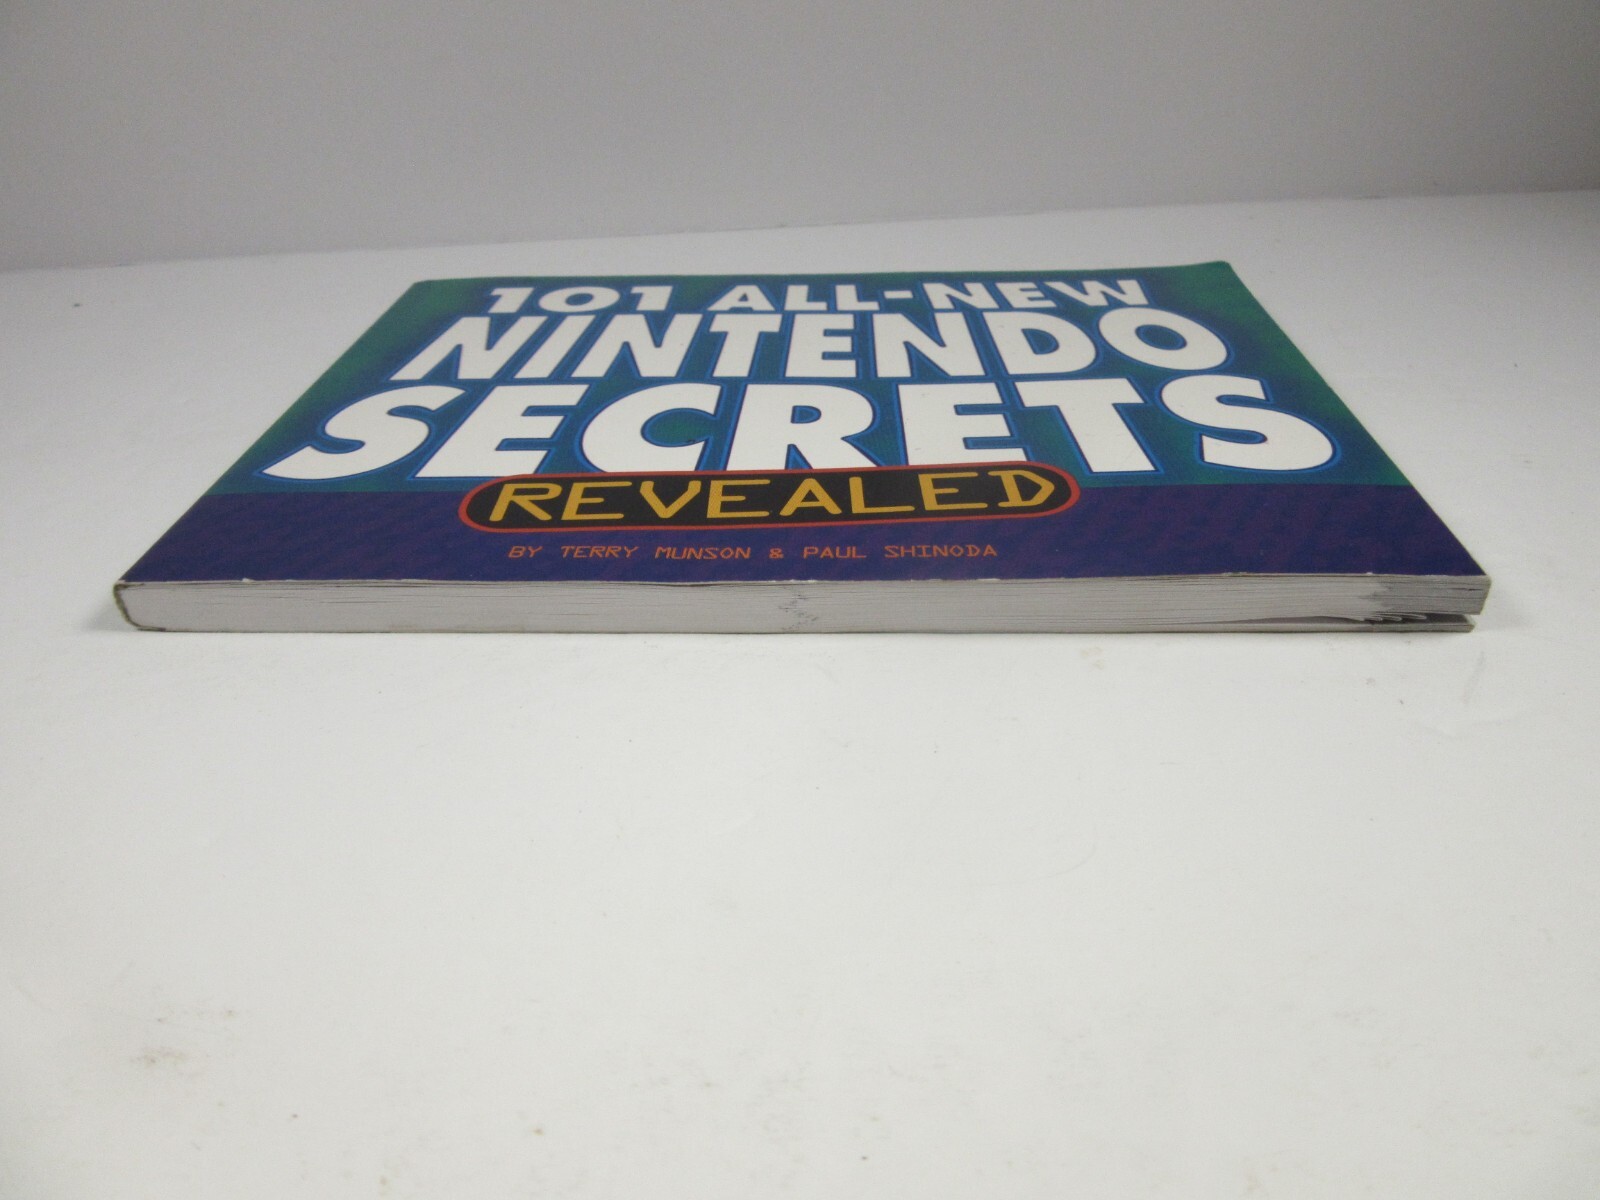 101 ALL-NEW
NINTENDO
SECRETS
REVEALED
BY TERRY MUNSON & PAUL SHINODA